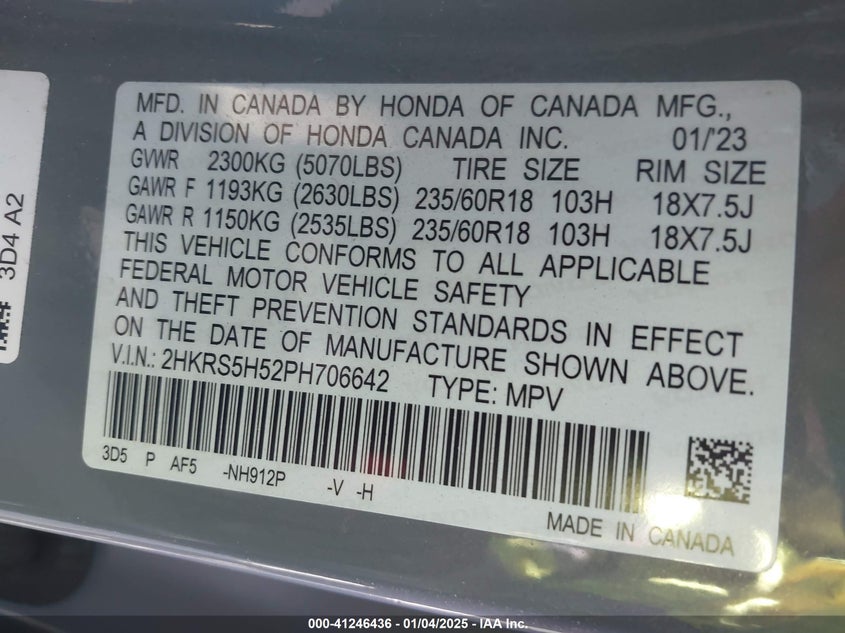 MFD. IN CANADA BY HONDA OF CANADA MFG.,
A DIVISION OF HONDA CANADA INC. 01/'23
GVWR 2300KG (5070LBS) TIRE SIZE RIM SIZE
GAWR F 1193KG (2630LBS) 235/60R18 103H 18X7.5J
GAWR R 1150KG (2535LBS) 235/60R18 103H 18X7.5J
THIS VEHICLE CONFORMS TO ALL APPLICABLE
FEDERAL MOTOR VEHICLE SAFETY
AND THEFT PREVENTION STANDARDS IN EFFECT
ON THE DATE OF MANUFACTURE SHOWN ABOVE.
V.I.N.: 2HKRS5H52PH706642 TYPE: MPV
3D5 P AF5 -NH912P -V -H
MADE IN CANADA
3D4 A2
000-41246436 - 01/04/2025 - IAA Inc.